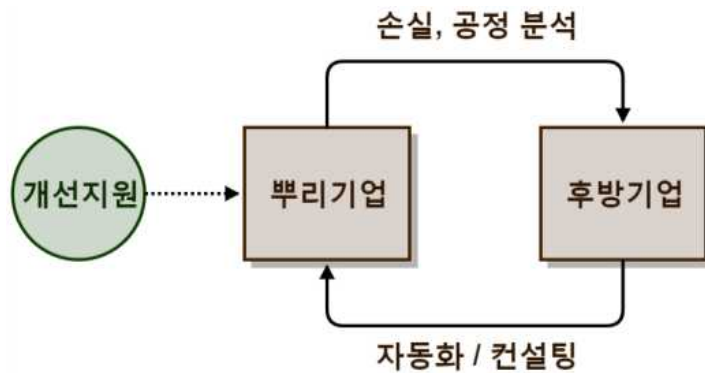 손실, 공정 분석
개선지원
뿌리기업
후방기업
자동화 / 컨설팅